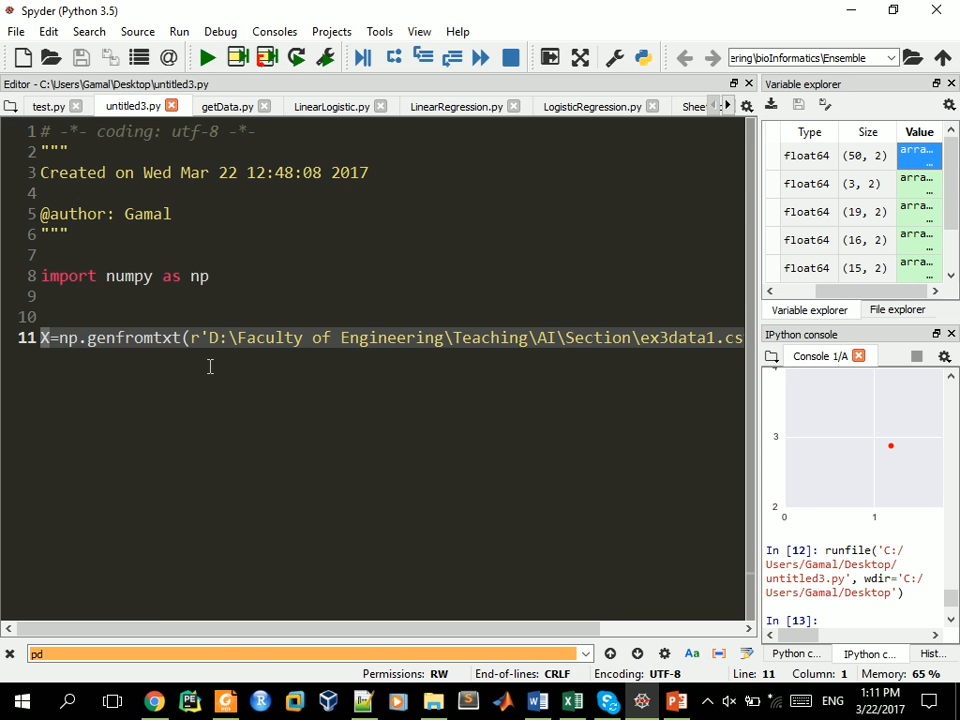 Spyder (Python 3.5)
File Edit Search Source Run Debug Consoles Projects Tools View Help
ering\bioInformatics\Ensemble
Editor - C:\Users\Gamal\Desktop\untitled3.py
Variable explorer
test.py untitled3.py getData.py LinearLogistic.py LinearRegression.py LogisticRegression.py Shee
Type Size Value
float64 (50, 2) arra... ...
float64 (3, 2) arra... ...
float64 (19, 2) arra... ...
float64 (16, 2) arra... ...
float64 (15, 2) arra... ...
Variable explorer File explorer
1 # -*- coding: utf-8 -*-
2 """
3 Created on Wed Mar 22 12:48:08 2017
4
5 @author: Gamal
6 """
7
8 import numpy as np
9
10
11 X=np.genfromtxt(r'D:\Faculty of Engineering\Teaching\AI\Section\ex3data1.cs
IPython console
Console 1/A
3
2
0 1
In [12]: runfile('C:/
Users/Gamal/Desktop/
untitled3.py', wdir='C:/
Users/Gamal/Desktop')
In [13]:
Python c... IPython c... Hist...
pd
Aa
Permissions: RW End-of-lines: CRLF Encoding: UTF-8 Line: 11 Column: 1 Memory: 65 %
ENG
1:11 PM
3/22/2017